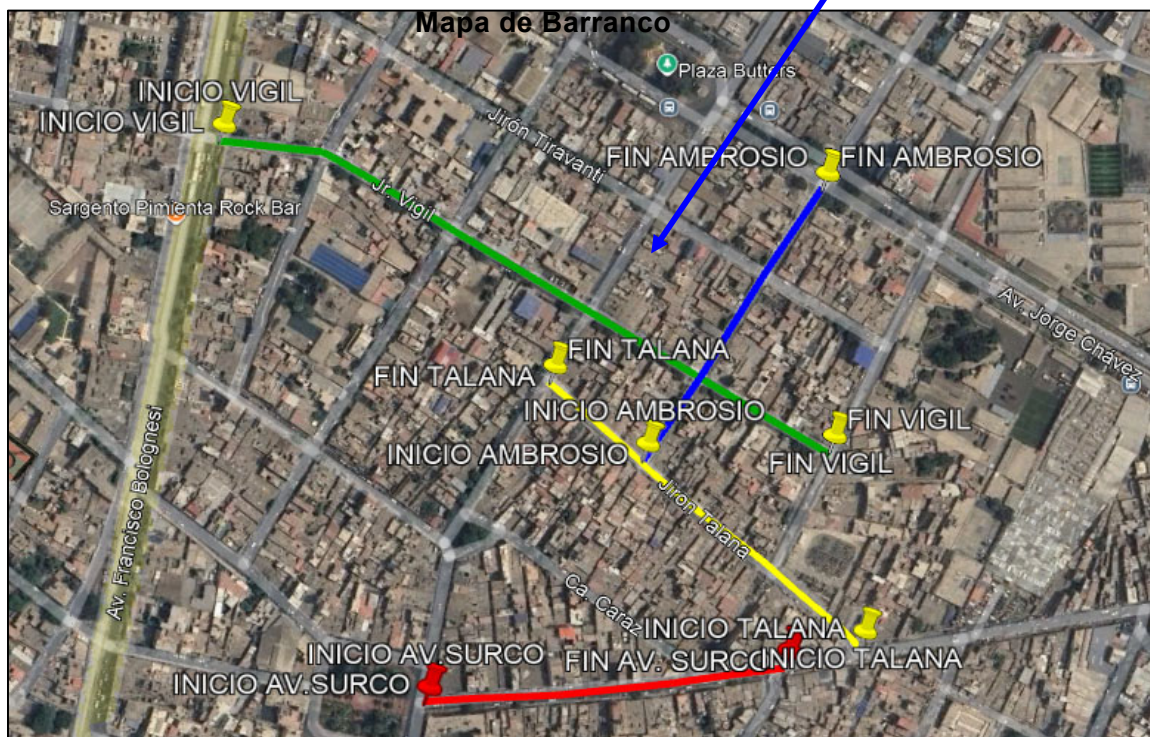 Mapa de Barranco
Plaza Butters
INICIO VIGIL
INICIO VIGIL
Jirón Tiravanti
FIN AMBROSIO
FIN AMBROSIO
Jr. Vigil
Sargento Pimienta Rock Bar
Av. Jorge Chávez
FIN TALANA
FIN TALANA
INICIO AMBROSIO
FIN VIGIL
INICIO AMBROSIO
FIN VIGIL
Jirón Talana
Av. Francisco Bolognesi
Ca. Caraz
INICIO TALANA
INICIO AV.SURCO
FIN AV. SURCO
INICIO TALANA
INICIO AV.SURCO